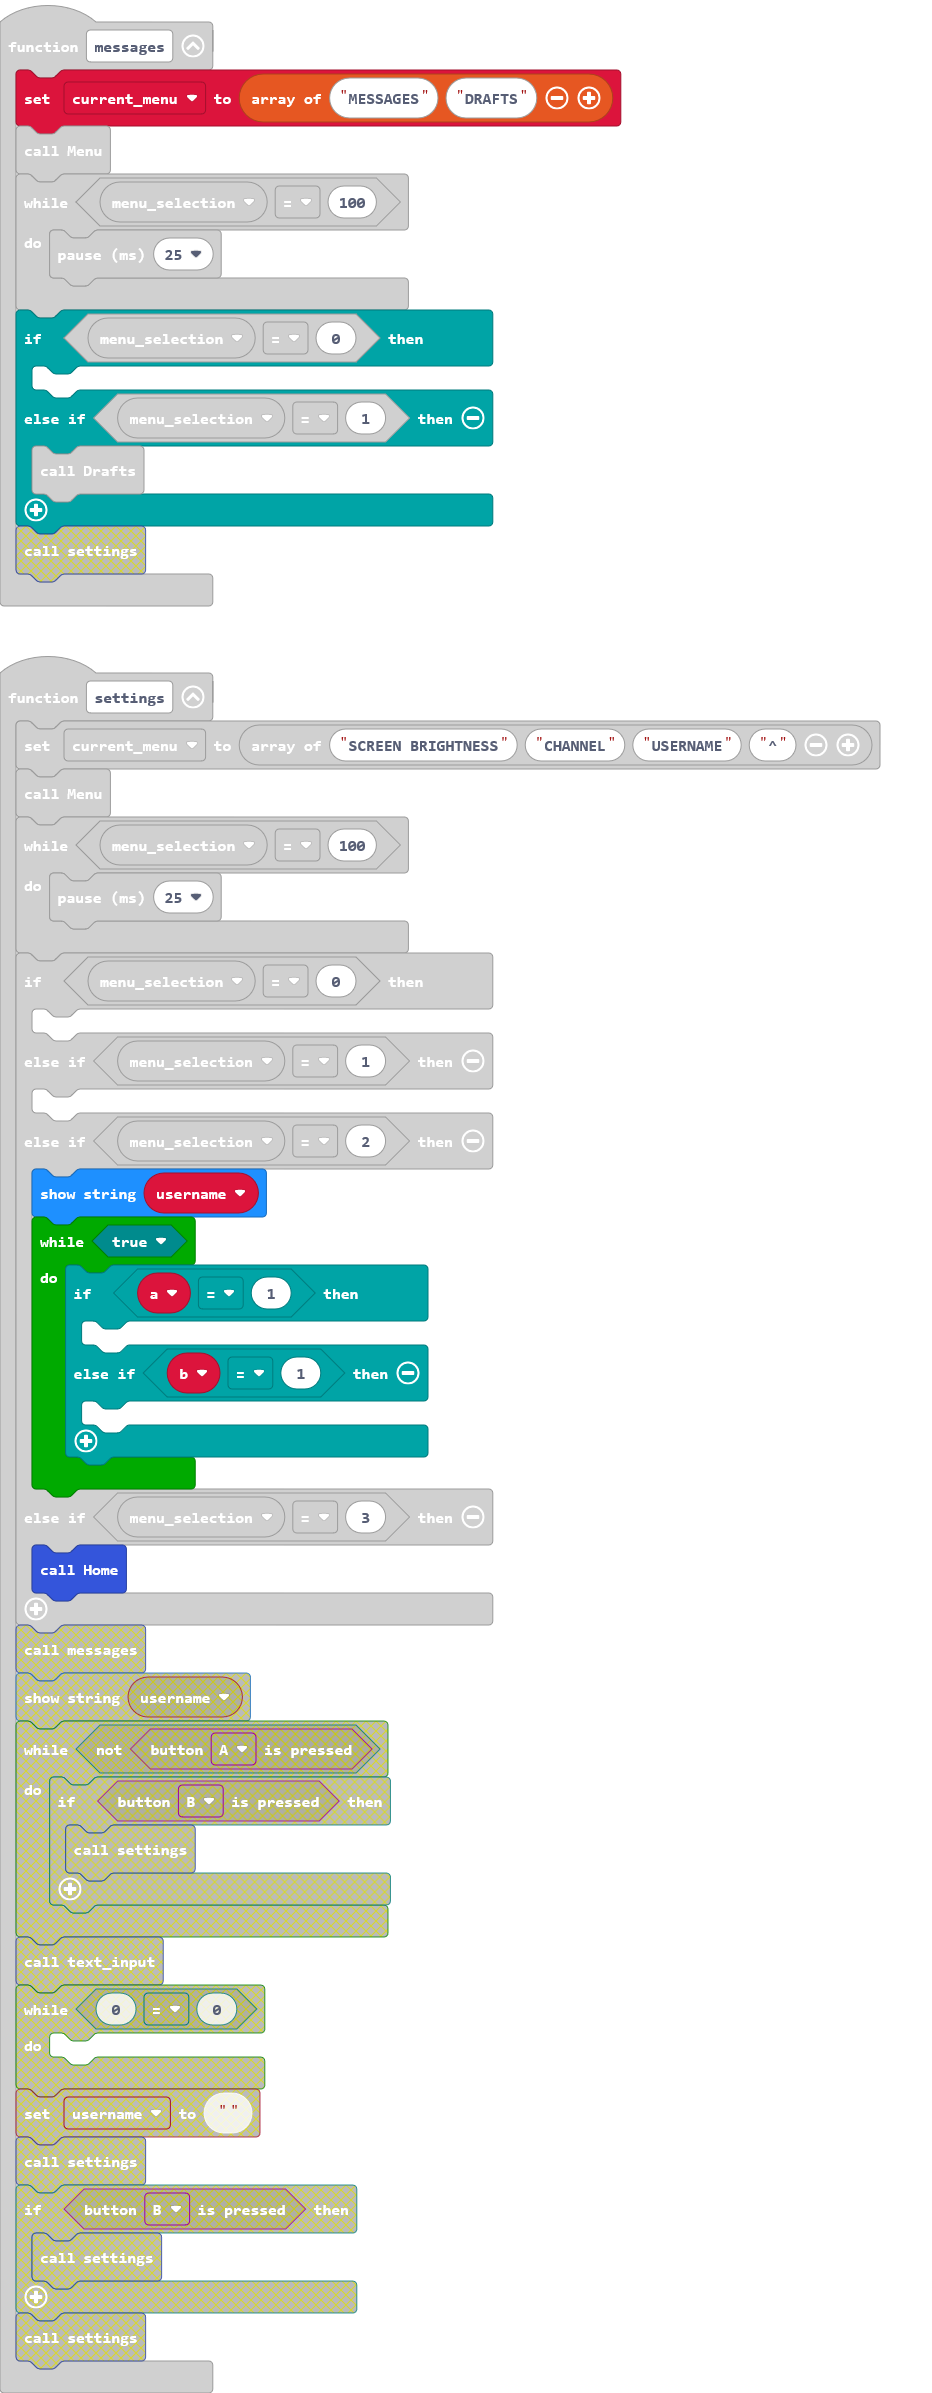 function messages
set current_menu to array of "MESSAGES" "DRAFTS"
call Menu
while menu_selection = 100
do pause (ms) 25
if menu_selection = 0 then
else if menu_selection = 1 then
call Drafts
call settings
function settings
set current_menu to array of "SCREEN BRIGHTNESS" "CHANNEL" "USERNAME" "^"
call Menu
while menu_selection = 100
do pause (ms) 25
if menu_selection = 0 then
else if menu_selection = 1 then
else if menu_selection = 2 then
show string username
while true
do if a = 1 then
else if b = 1 then
else if menu_selection = 3 then
call Home
call messages
show string username
while not button A is pressed
do if button B is pressed then
call settings
call text_input
while 0 = 0
do
set username to ""
call settings
if button B is pressed then
call settings
call settings